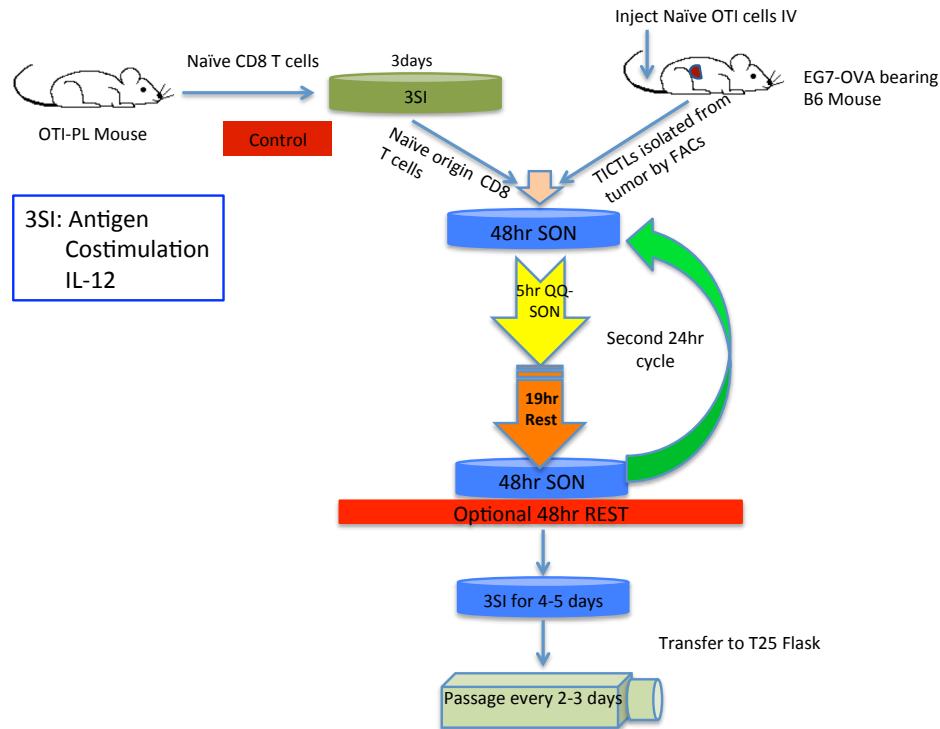 Inject Naïve OTI cells IV
Naïve CD8 T cells
3days
3SI
EG7-OVA bearing
B6 Mouse
OTI-PL Mouse
Control
Naïve origin CD8
T cells
TICTLs isolated from
tumor by FACs
3SI: Antigen
Costimulation
IL-12
48hr SON
5hr QQ-
SON
Second 24hr
cycle
19hr
Rest
48hr SON
Optional 48hr REST
3SI for 4-5 days
Transfer to T25 Flask
Passage every 2-3 days